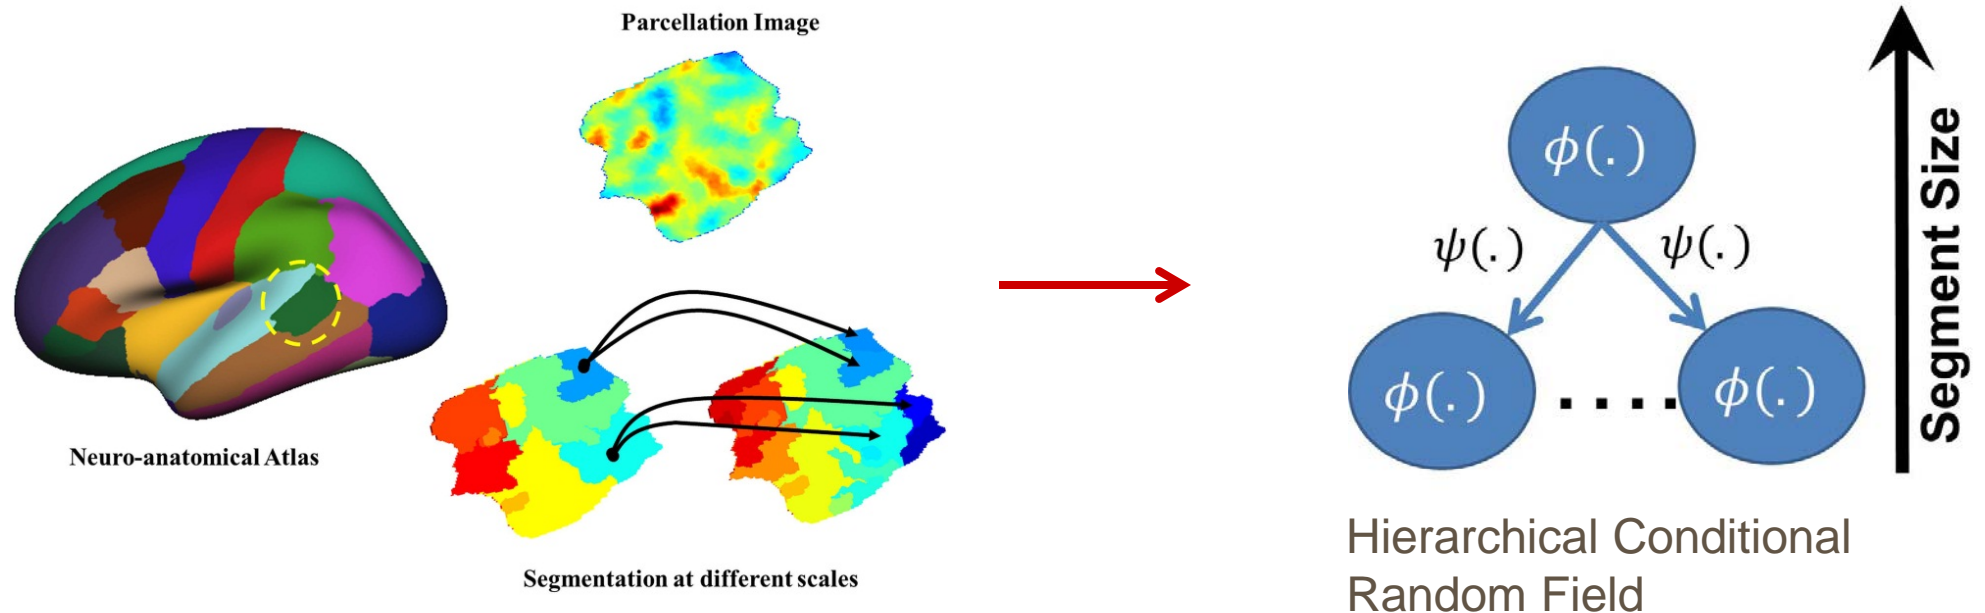 Parcellation Image
Neuro-anatomical Atlas
Segmentation at different scales
ϕ(.)
ψ(.) ψ(.)
ϕ(.) .... ϕ(.)
Segment Size
Hierarchical Conditional
Random Field